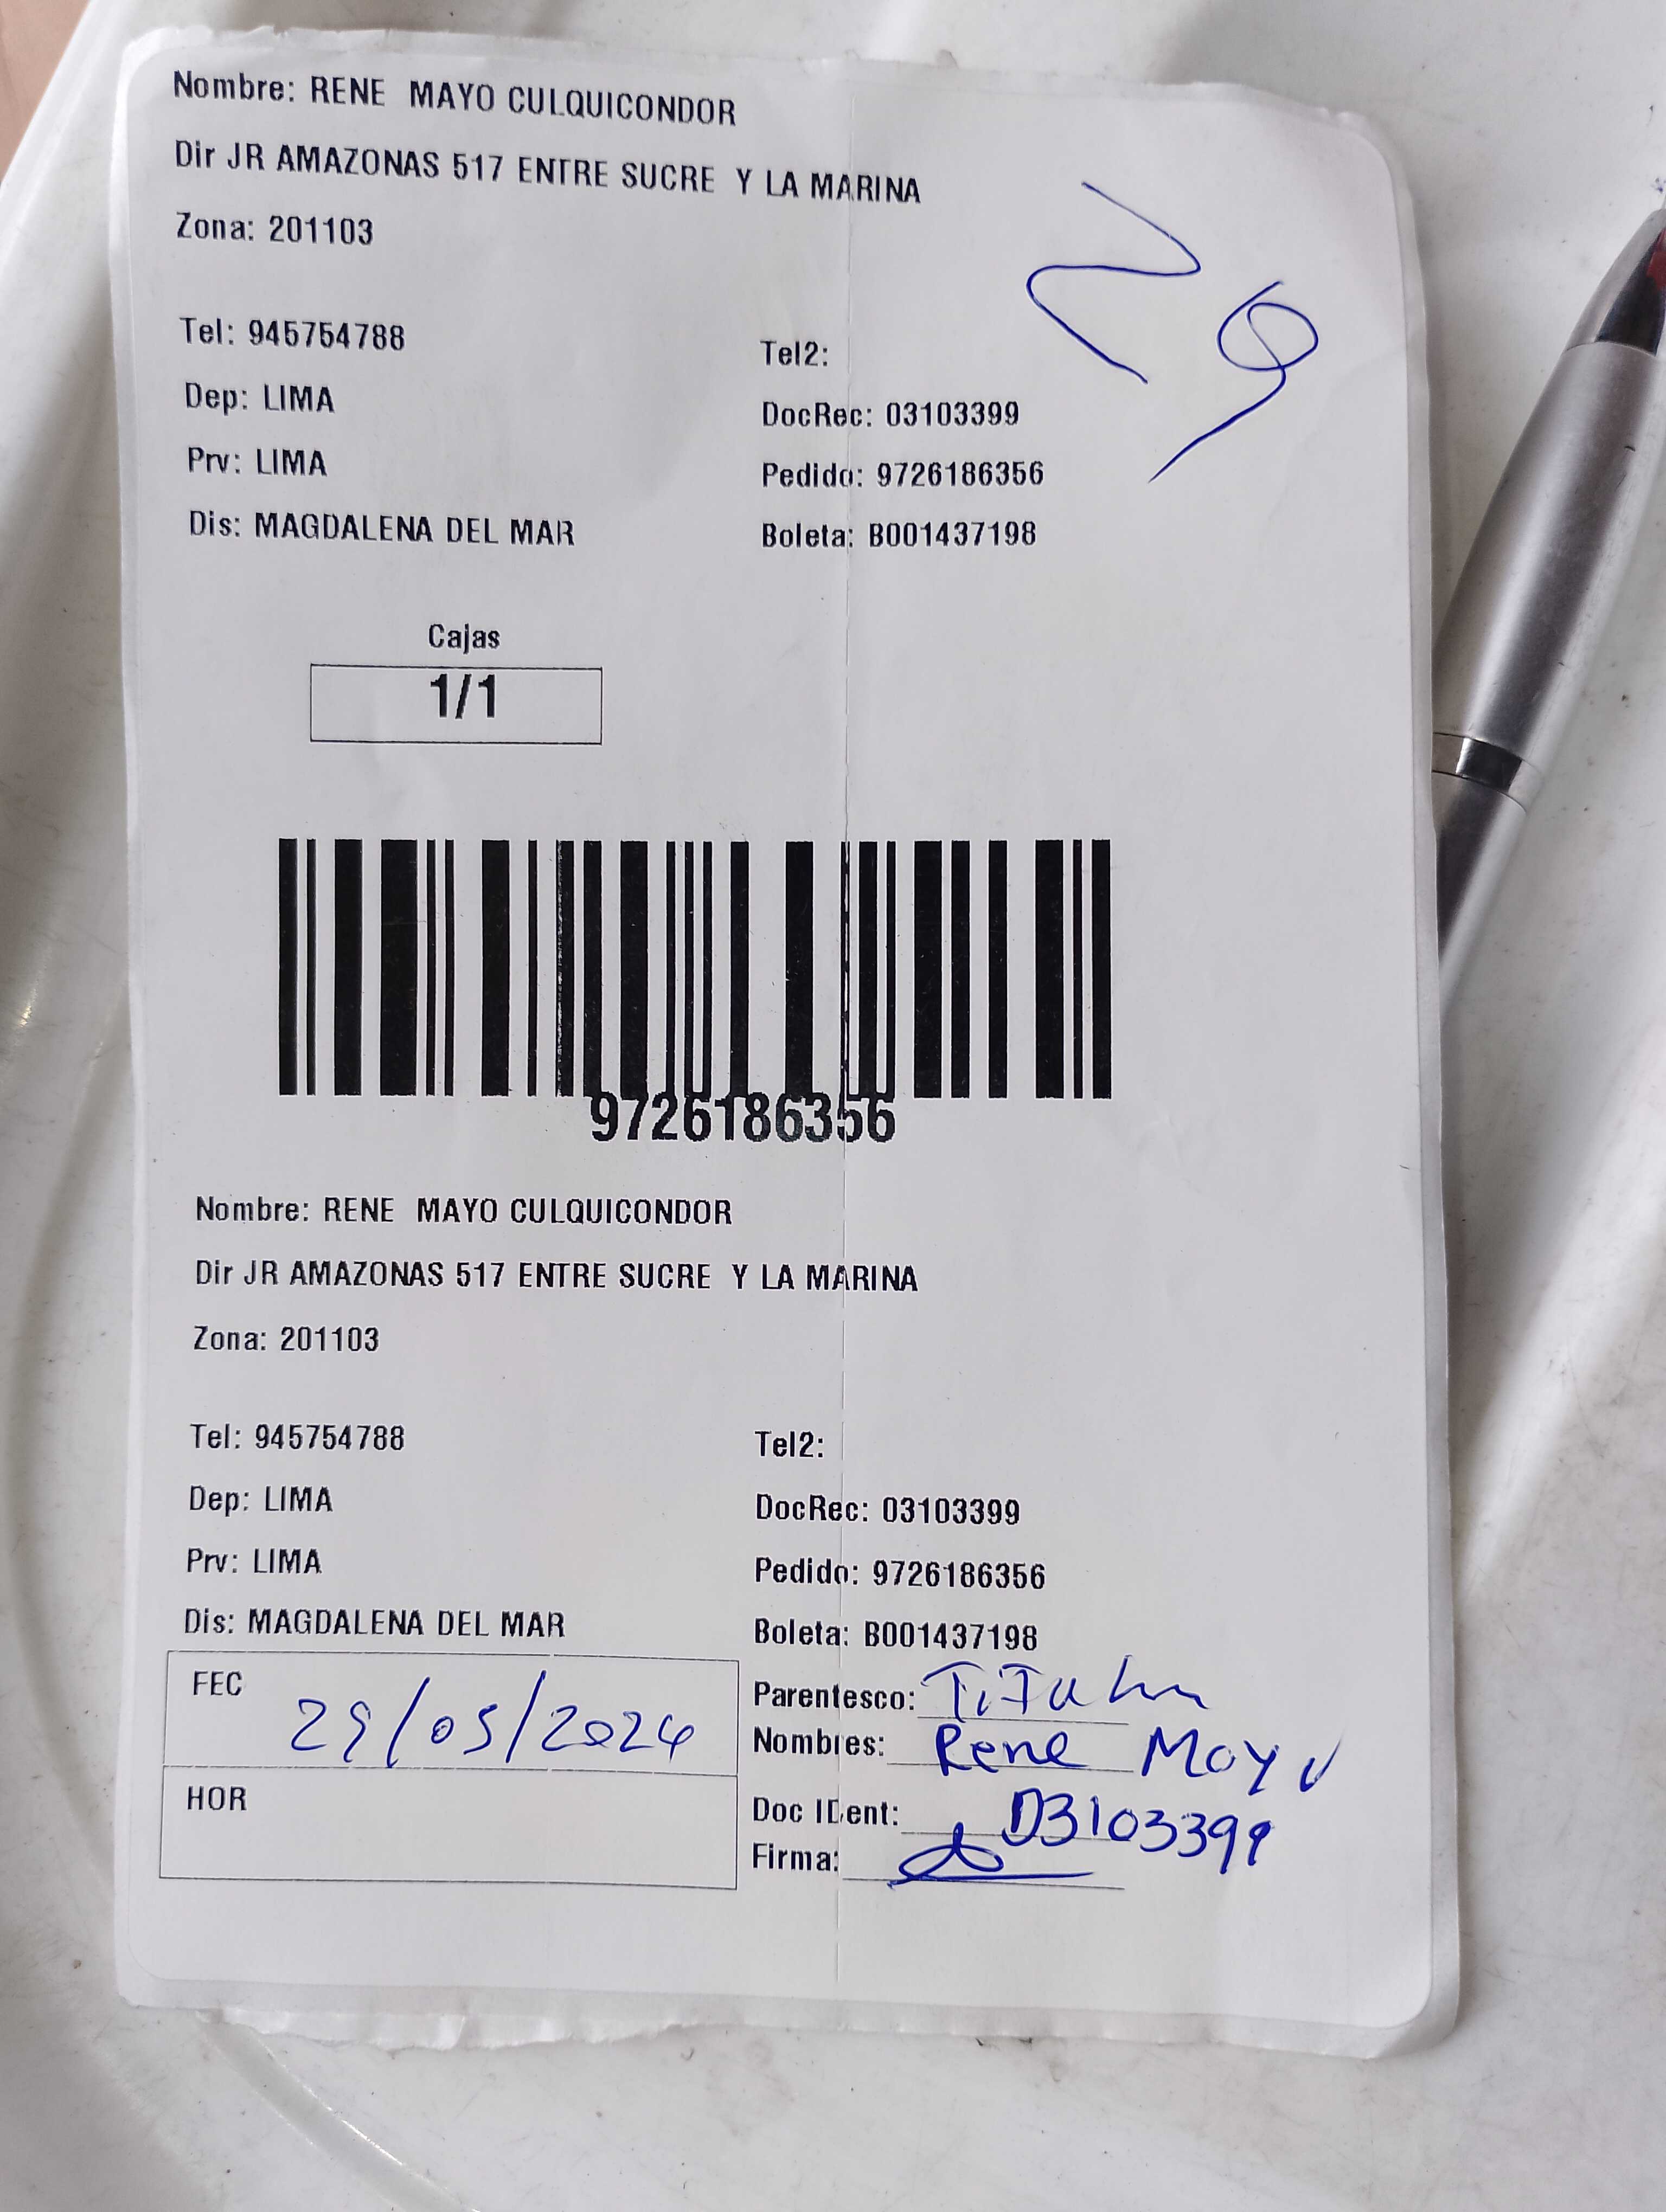 Nombre: RENE MAYO CULQUICONDOR
Dir JR AMAZONAS 517 ENTRE SUCRE Y LA MARINA
Zona: 201103
29
Tel: 945754788 Tel2:
Dep: LIMA DocRec: 03103399
Prv: LIMA Pedido: 9726186356
Dis: MAGDALENA DEL MAR Boleta: B001437198
Cajas
1/1
9726186356
Nombre: RENE MAYO CULQUICONDOR
Dir JR AMAZONAS 517 ENTRE SUCRE Y LA MARINA
Zona: 201103
Tel: 945754788 Tel2:
Dep: LIMA DocRec: 03103399
Prv: LIMA Pedido: 9726186356
Dis: MAGDALENA DEL MAR Boleta: B001437198
FEC 29/05/2024 Parentesco:
Nombres: Rene Mayo
HOR Doc IDent: 03103399
Firma: